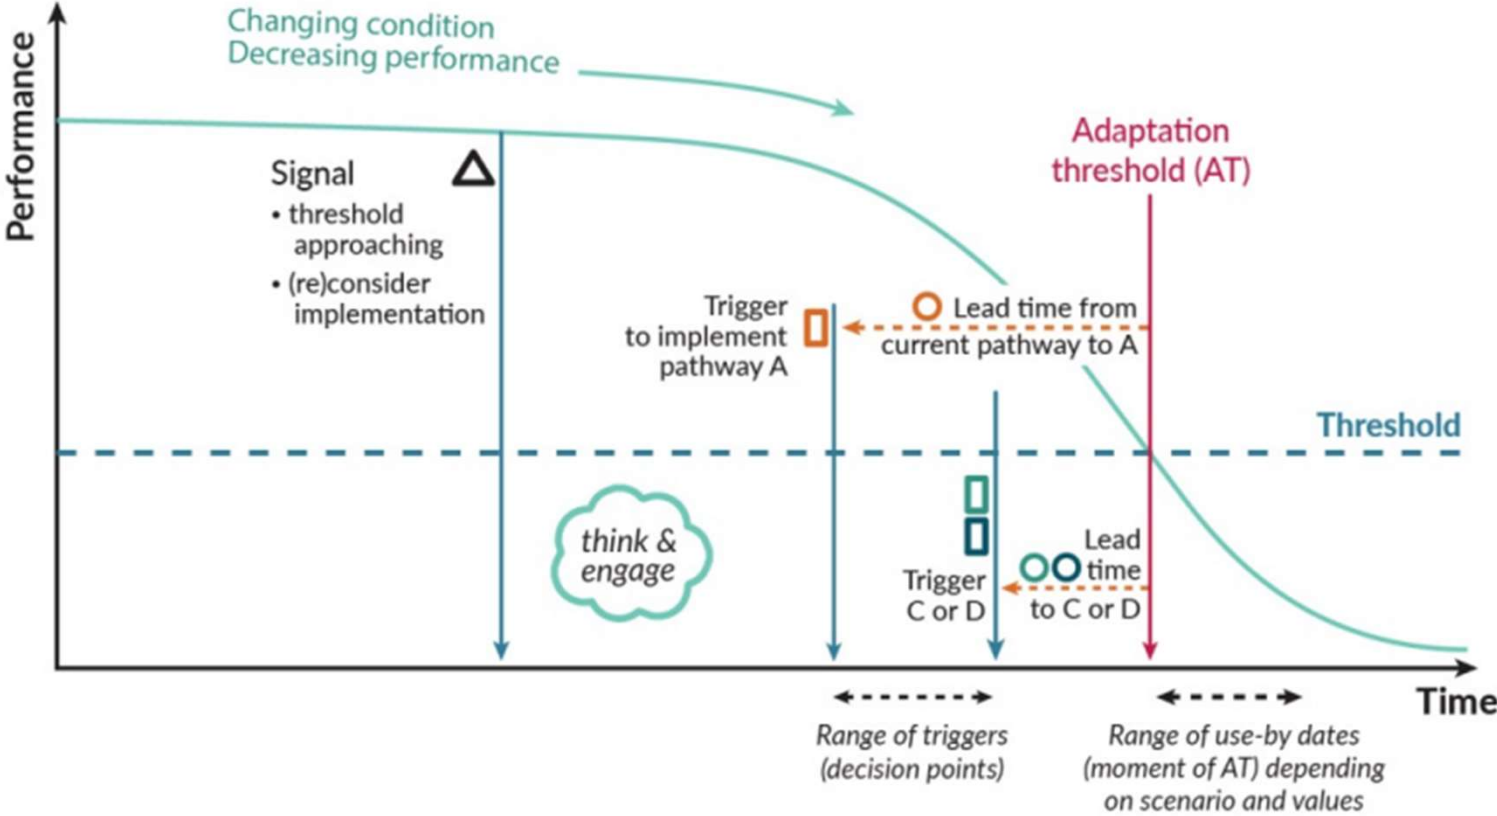 Performance
Changing condition
Decreasing performance
Signal
• threshold
approaching
• (re)consider
implementation
Adaptation
threshold (AT)
Trigger
to implement
pathway A
Lead time from
current pathway to A
Threshold
think &
engage
Trigger
C or D
Lead
time
to C or D
Time
Range of triggers
(decision points)
Range of use-by dates
(moment of AT) depending
on scenario and values